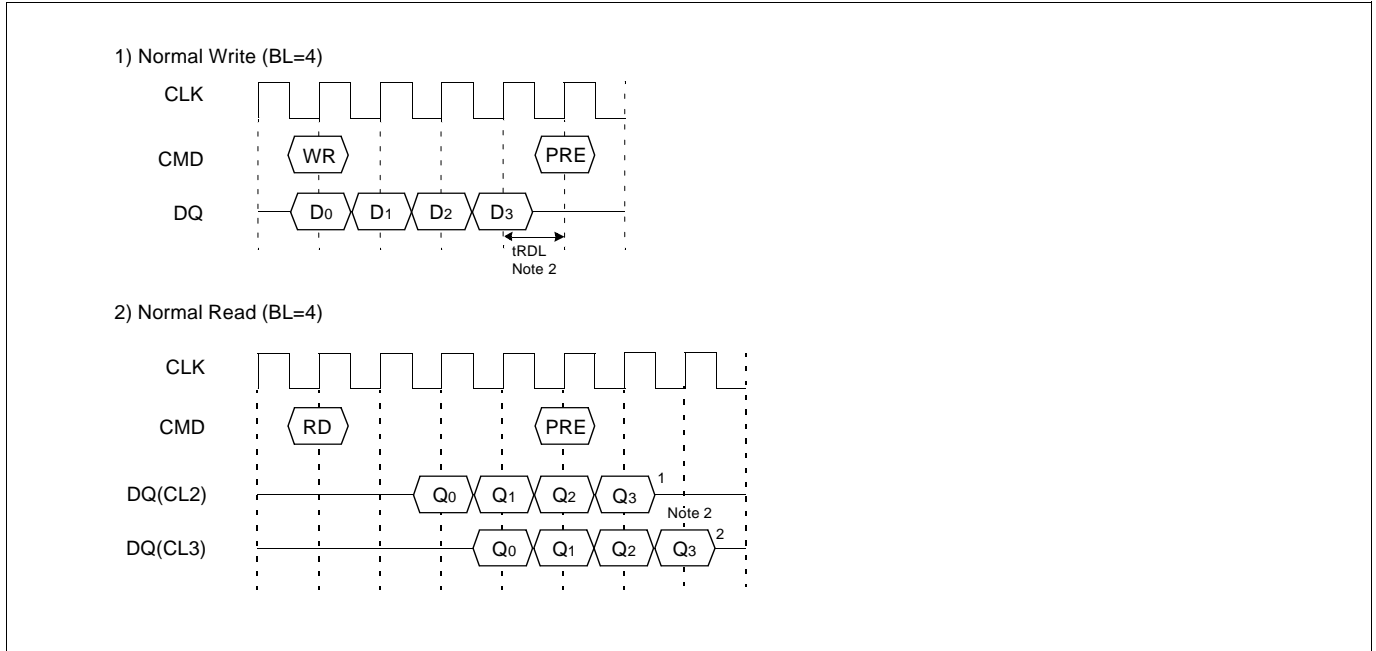 1) Normal Write (BL=4)
CLK
CMD WR PRE
DQ D0 D1 D2 D3
tRDL
Note 2
2) Normal Read (BL=4)
CLK
CMD RD PRE
DQ(CL2) Q0 Q1 Q2 Q3 1
Note 2
DQ(CL3) Q0 Q1 Q2 Q3 2